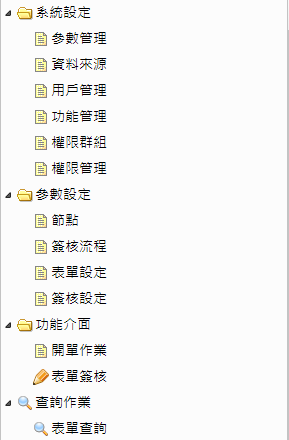 系統設定
參數管理
資料來源
用戶管理
功能管理
權限群組
權限管理
參數設定
節點
簽核流程
表單設定
簽核設定
功能介面
開單作業
表單簽核
查詢作業
表單查詢